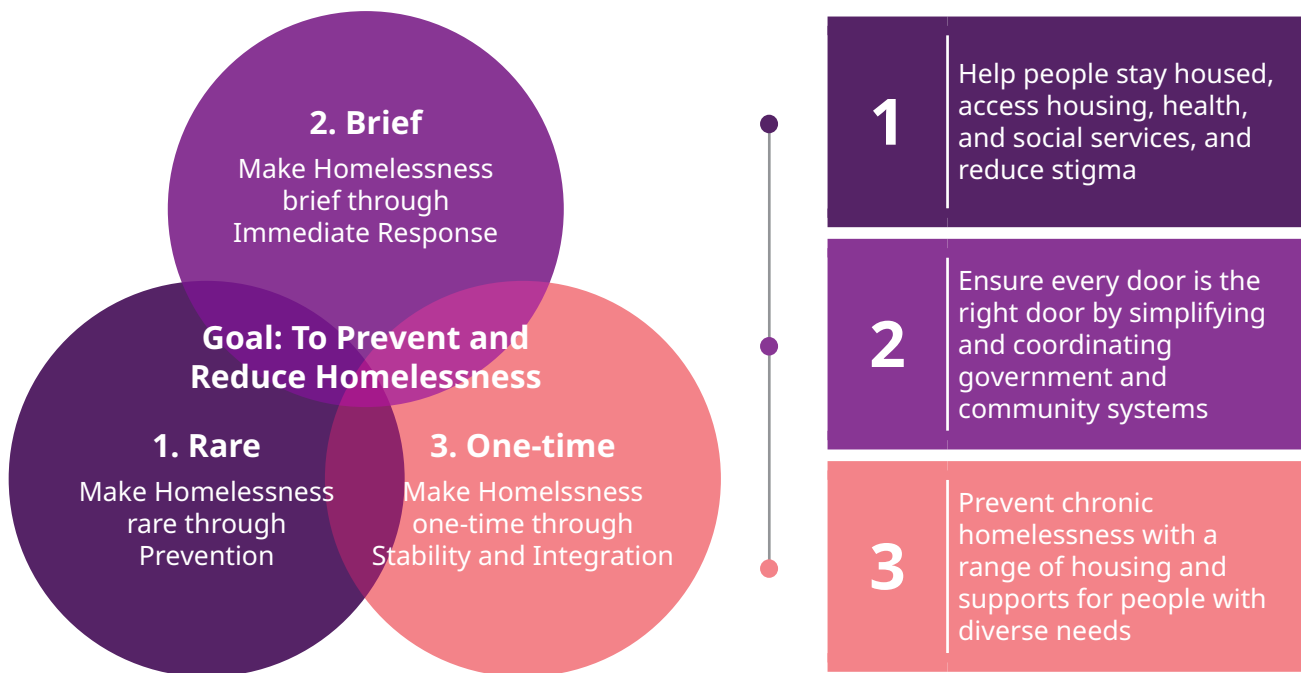 2. Brief
Make Homelessness
brief through
Immediate Response
Goal: To Prevent and
Reduce Homelessness
1. Rare
Make Homelessness
rare through
Prevention
3. One-time
Make Homelssness
one-time through
Stability and Integration
1
Help people stay housed,
access housing, health,
and social services, and
reduce stigma
2
Ensure every door is the
right door by simplifying
and coordinating
government and
community systems
3
Prevent chronic
homelessness with a
range of housing and
supports for people with
diverse needs